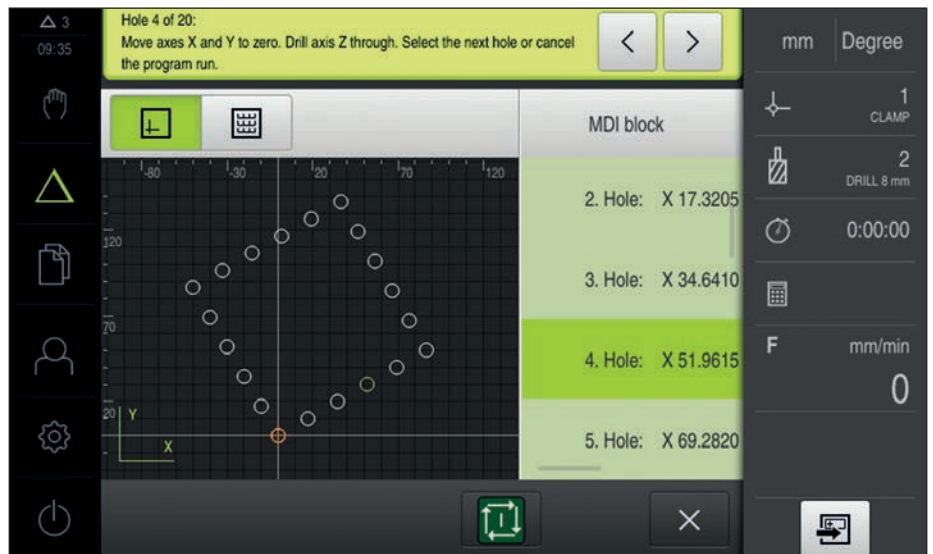 3
09:35
Hole 4 of 20:
Move axes X and Y to zero. Drill axis Z through. Select the next hole or cancel
the program run.
mm Degree
MDI block
1
CLAMP
2
DRILL 8 mm
0:00:00
F mm/min
0
-80 -30 20 70 120
120
70
20
Y
X
2. Hole: X 17.3205
3. Hole: X 34.6410
4. Hole: X 51.9615
5. Hole: X 69.2820